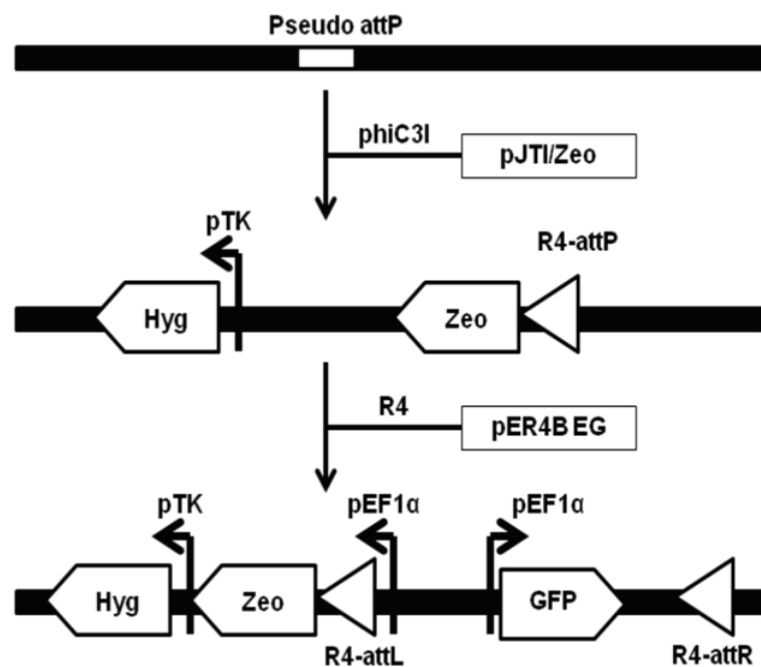 Pseudo attP
phiC3I
pJTI/Zeo
pTK
R4-attP
Hyg
Zeo
R4
pER4B EG
pTK
pEF1α
pEF1α
Hyg
Zeo
GFP
R4-attL
R4-attR